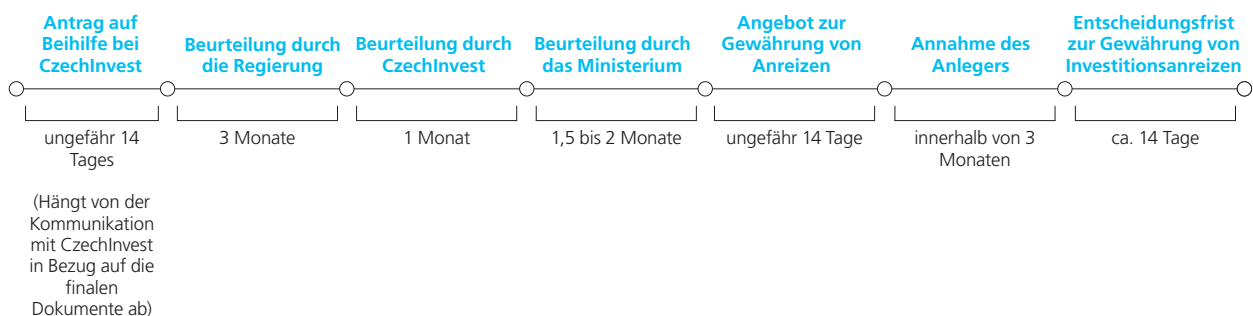 Antrag auf
Beihilfe bei
CzechInvest
Beurteilung durch
die Regierung
Beurteilung durch
CzechInvest
Beurteilung durch
das Ministerium
Angebot zur
Gewährung von
Anreizen
Annahme des
Anlegers
Entscheidungsfrist
zur Gewährung von
Investitionsanreizen
ungefähr 14
Tages
(Hängt von der
Kommunikation
mit CzechInvest
in Bezug auf die
finalen
Dokumente ab)
3 Monate
1 Monat
1,5 bis 2 Monate
ungefähr 14 Tage
innerhalb von 3
Monaten
ca. 14 Tage